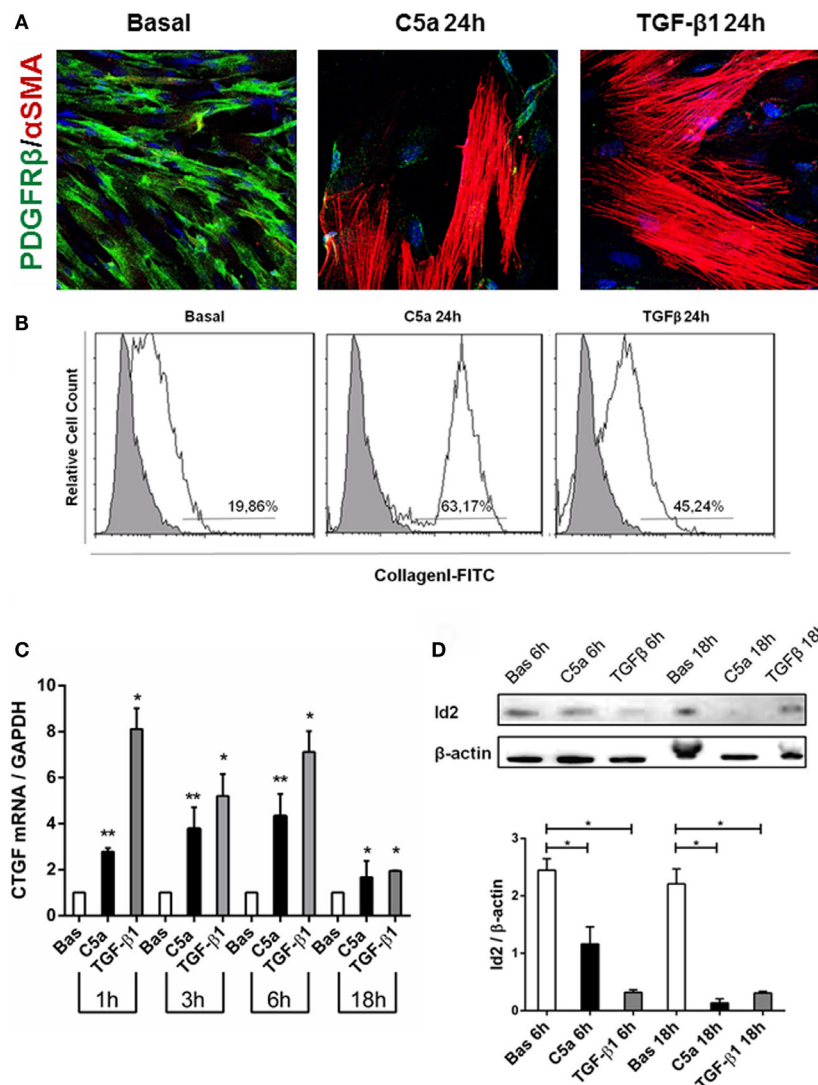 A
Basal
C5a 24h
TGF-β1 24h
PDGFRβ/αSMA
B
Basal
C5a 24h
TGFβ 24h
Relative Cell Count
19,86%
63,17%
45,24%
CollagenI-FITC
C
CTGF mRNA / GAPDH
10
8
6
4
2
0
*
**
*
**
*
**
*
*
Bas
C5a
TGF-β1
Bas
C5a
TGF-β1
Bas
C5a
TGF-β1
Bas
C5a
TGF-β1
1h
3h
6h
18h
D
Bas 6h
C5a 6h
TGFβ 6h
Bas 18h
C5a 18h
TGFβ 18h
Id2
β-actin
Id2 / β-actin
3
2
1
0
*
*
*
*
Bas 6h
C5a 6h
TGF-β1 6h
Bas 18h
C5a 18h
TGF-β1 18h